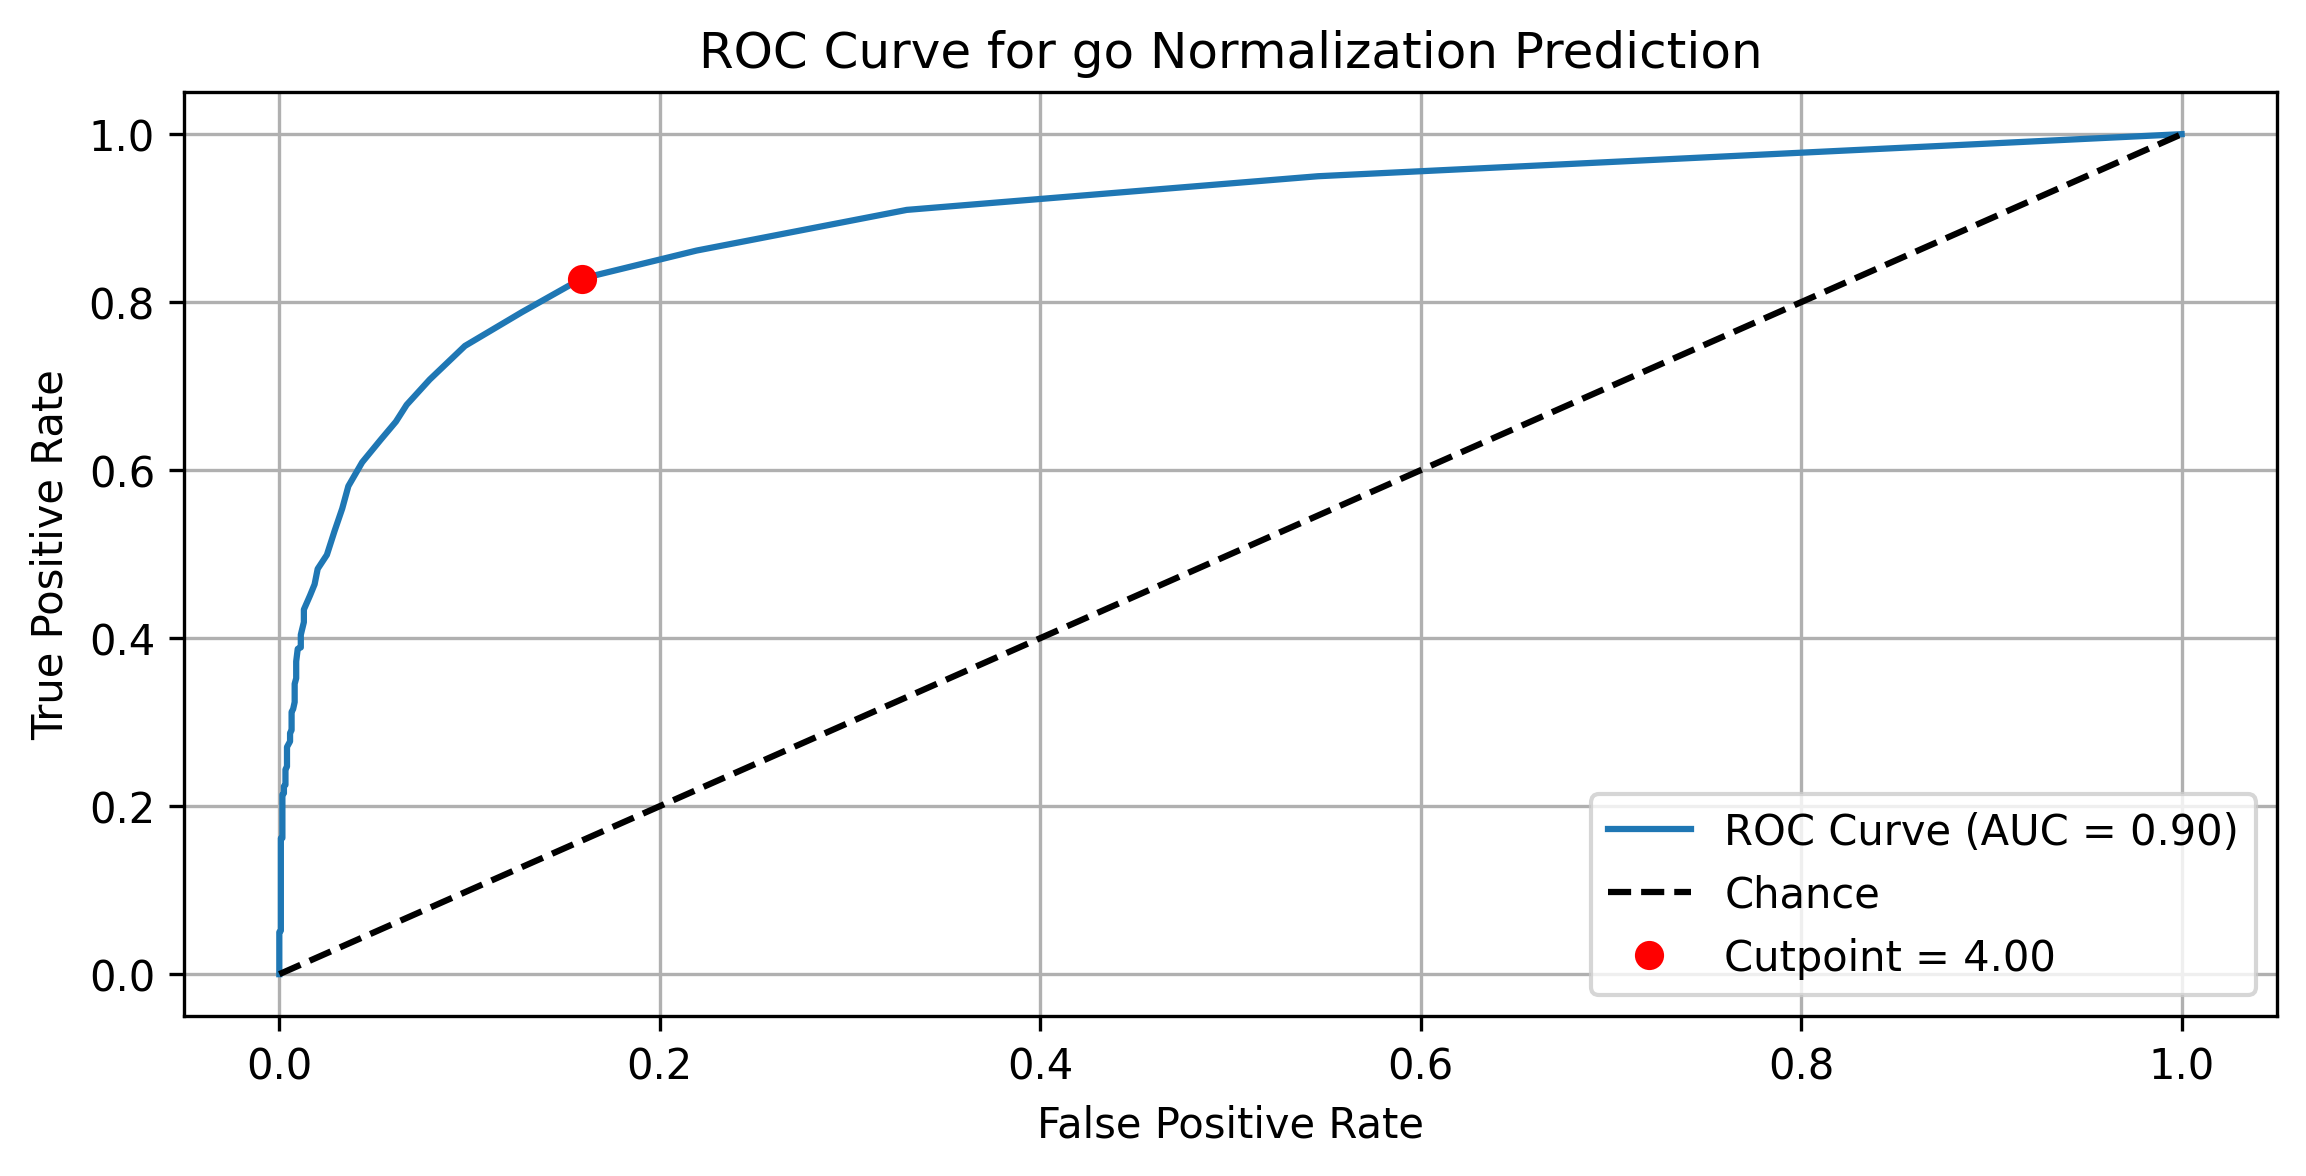 ROC Curve for go Normalization Prediction
True Positive Rate
1.0
0.8
0.6
0.4
0.2
0.0
ROC Curve (AUC = 0.90)
Chance
Cutpoint = 4.00
0.0 0.2 0.4 0.6 0.8 1.0
False Positive Rate